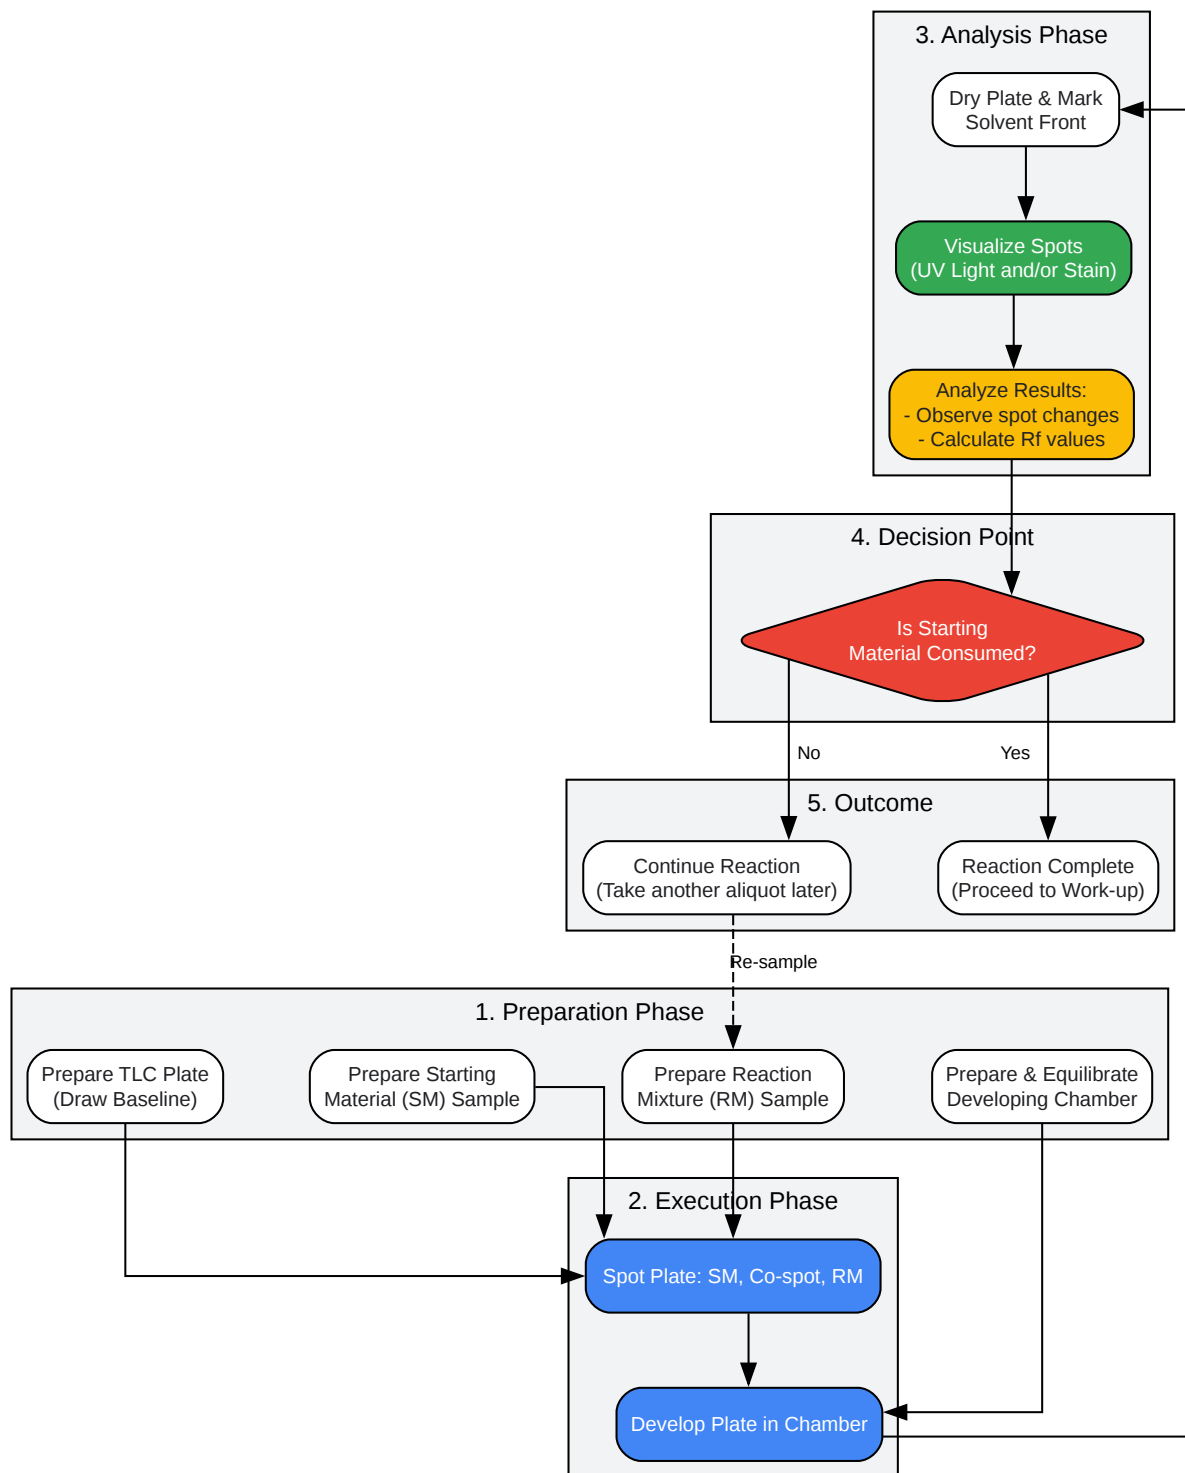 3. Analysis Phase
Dry Plate & Mark
Solvent Front
Visualize Spots
(UV Light and/or Stain)
Analyze Results:
- Observe spot changes
- Calculate Rf values
4. Decision Point
Is Starting
Material Consumed?
No
Yes
5. Outcome
Continue Reaction
(Take another aliquot later)
Reaction Complete
(Proceed to Work-up)
Re-sample
1. Preparation Phase
Prepare TLC Plate
(Draw Baseline)
Prepare Starting
Material (SM) Sample
Prepare Reaction
Mixture (RM) Sample
Prepare & Equilibrate
Developing Chamber
2. Execution Phase
Spot Plate: SM, Co-spot, RM
Develop Plate in Chamber